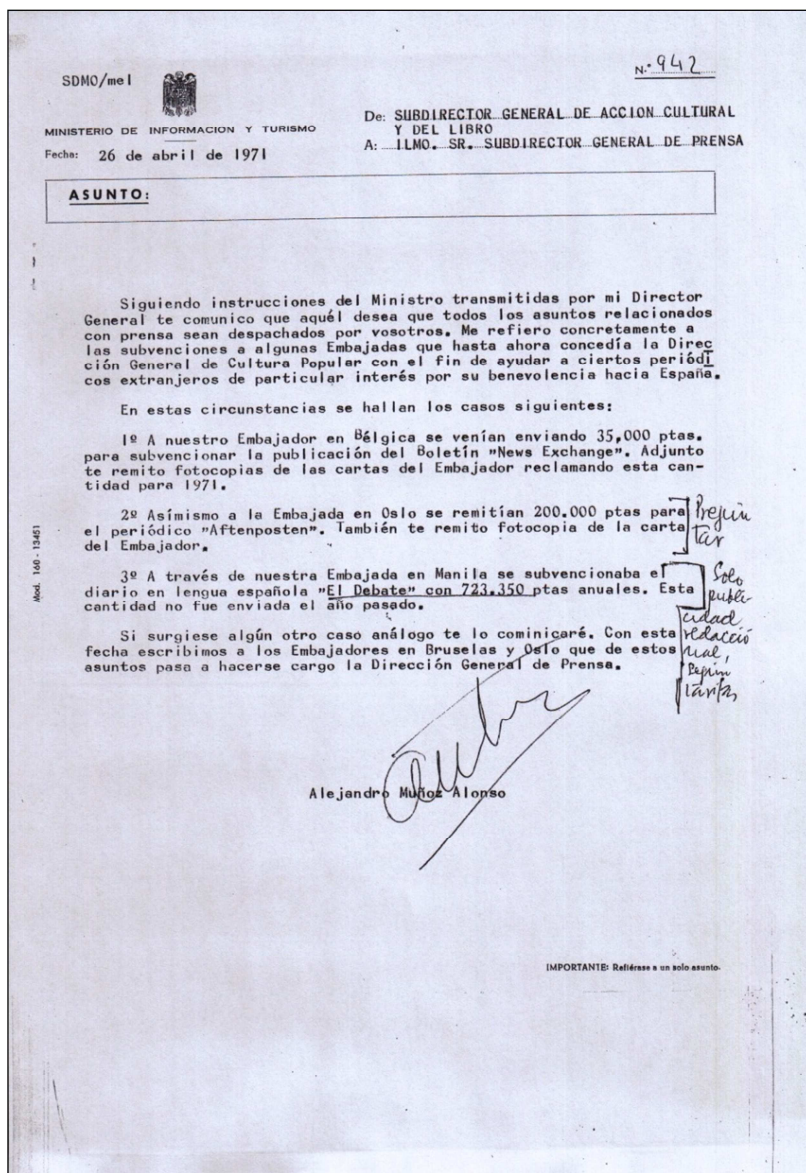 SDMO/mel
N.º 942
MINISTERIO DE INFORMACION Y TURISMO
Fecha: 26 de abril de 1971
De: SUBDIRECTOR GENERAL DE ACCION CULTURAL
Y DEL LIBRO
A: ILMO. SR. SUBDIRECTOR GENERAL DE PRENSA
ASUNTO:
Siguiendo instrucciones del Ministro transmitidas por mi Director
General te comunico que aquél desea que todos los asuntos relacionados
con prensa sean despachados por vosotros. Me refiero concretamente a
las subvenciones a algunas Embajadas que hasta ahora concedía la Direc
ción General de Cultura Popular con el fin de ayudar a ciertos periódi
cos extranjeros de particular interés por su benevolencia hacia España.
En estas circunstancias se hallan los casos siguientes:
1º A nuestro Embajador en Bélgica se venían enviando 35,000 ptas.
para subvencionar la publicación del Boletín "News Exchange". Adjunto
te remito fotocopias de las cartas del Embajador reclamando esta can-
tidad para 1971.
2º Asímismo a la Embajada en Oslo se remitían 200.000 ptas para
el periódico "Aftenposten". También te remito fotocopia de la carta
del Embajador.
Pregun
tar
3º A través de nuestra Embajada en Manila se subvencionaba el
diario en lengua española "El Debate" con 723.350 ptas anuales. Esta
cantidad no fue enviada el año pasado.
Solo
publi-
cidad
redacció
nal,
según
tarifas
Si surgiese algún otro caso análogo te lo cominicaré. Con esta
fecha escribimos a los Embajadores en Bruselas y Oslo que de estos
asuntos pasa a hacerse cargo la Dirección General de Prensa.
Alejandro Muñoz Alonso
Mod. 160 - 13451
IMPORTANTE: Refiérase a un solo asunto.